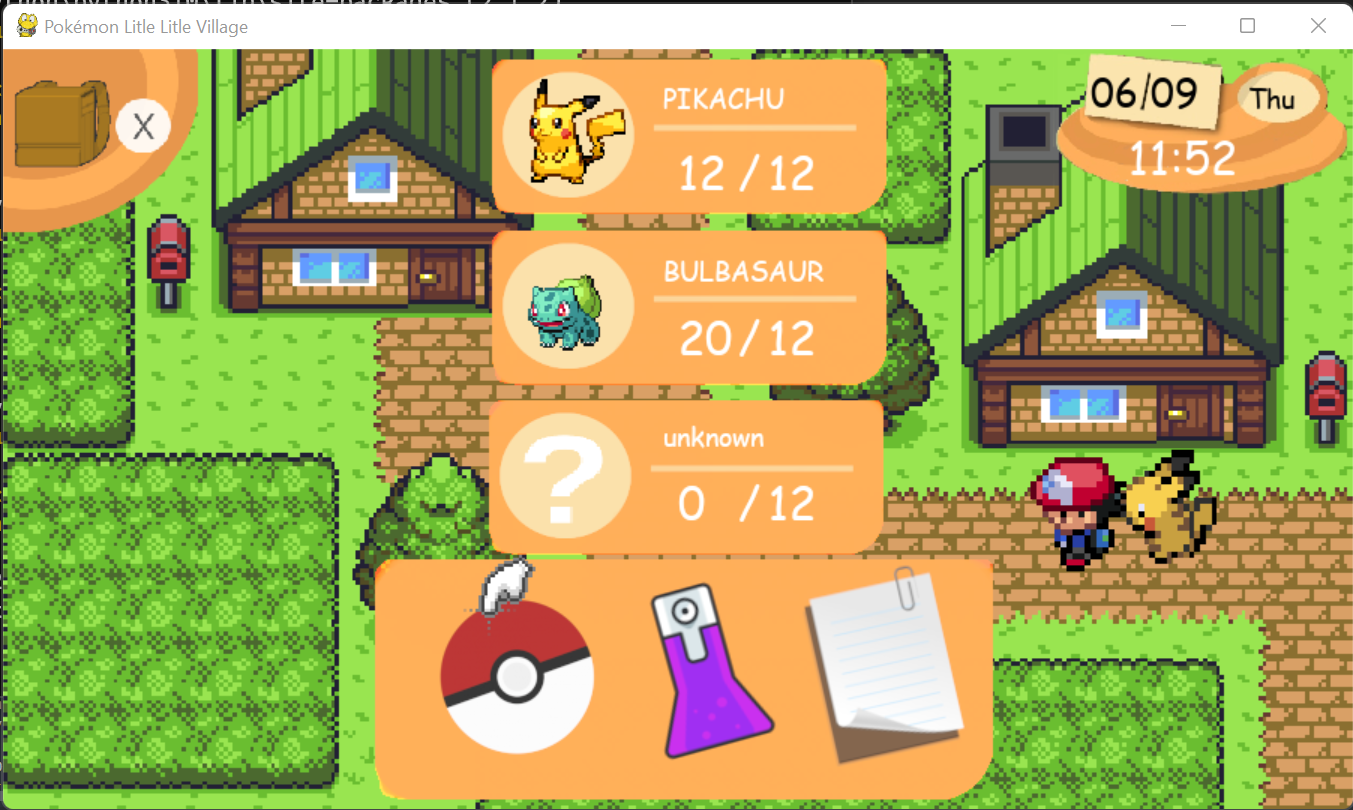 Pokémon Litle Litle Village
X
06/09
Thu
11:52
PIKACHU
12 / 12
BULBASAUR
20 / 12
unknown
?
0 / 12